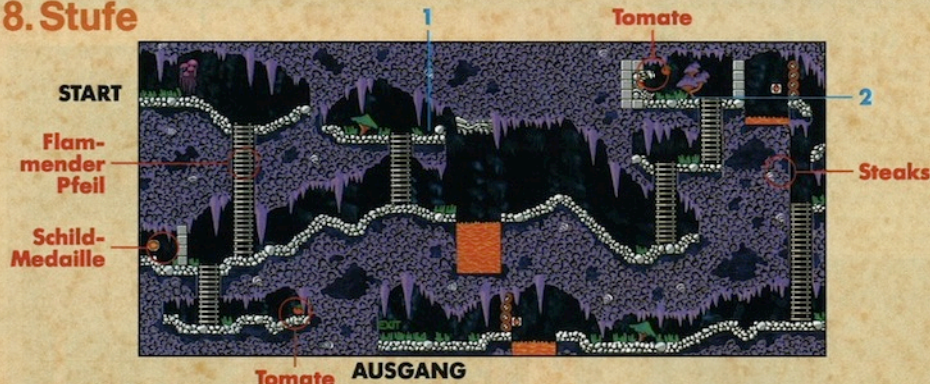 8. Stufe
1
Tomate
START
2
Flam-
mender
Pfeil
Steaks
Schild-
Medaille
EXIT
Tomate
AUSGANG